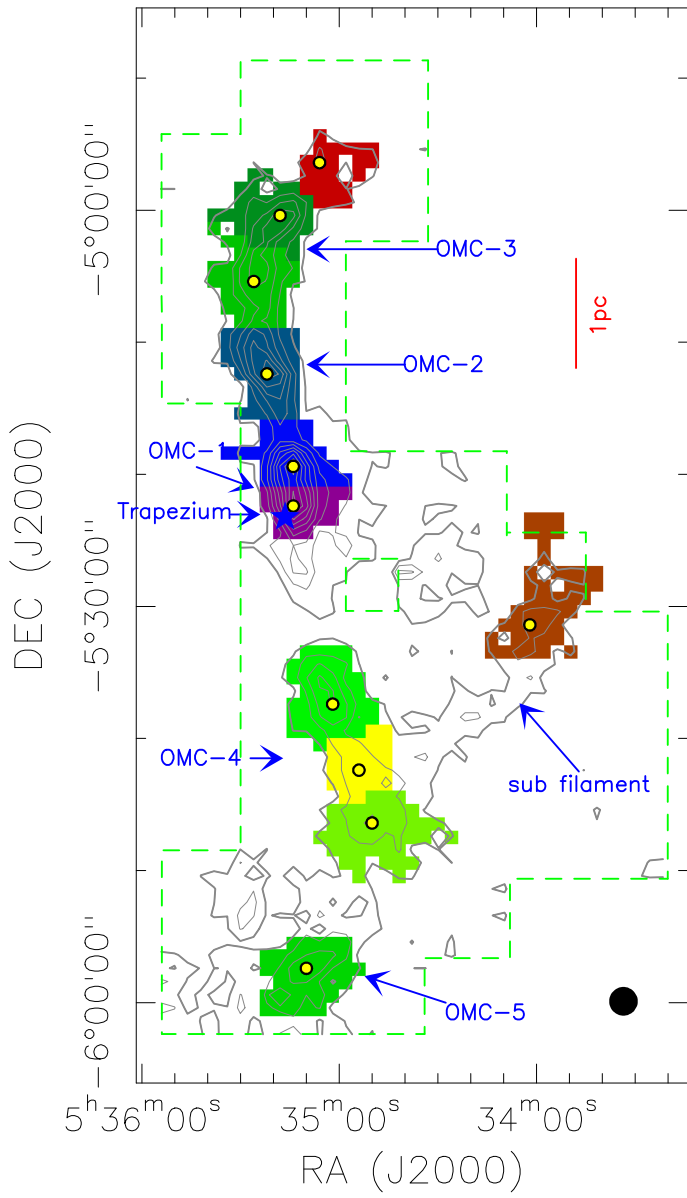 −5°00'00"
OMC-3
1pc
OMC-2
OMC-1
Trapezium
DEC (J2000)
−5°30'00"
OMC-4
sub filament
−6°00'00"
OMC-5
5ʰ36ᵐ00ˢ 35ᵐ00ˢ 34ᵐ00ˢ
RA (J2000)